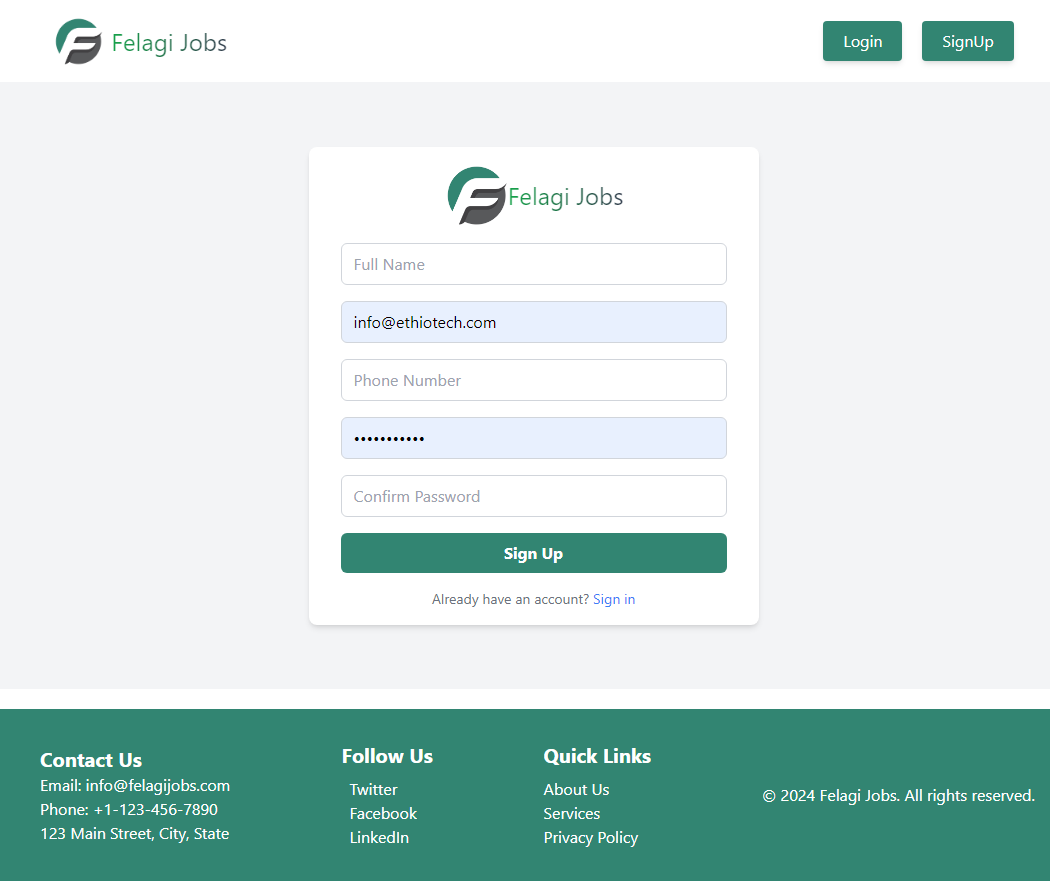 Felagi Jobs
Login
SignUp
Felagi Jobs
Full Name
info@ethiotech.com
Phone Number
•••••••••••
Confirm Password
Sign Up
Already have an account? Sign in
Contact Us
Email: info@felagijobs.com
Phone: +1-123-456-7890
123 Main Street, City, State
Follow Us
Twitter
Facebook
LinkedIn
Quick Links
About Us
Services
Privacy Policy
© 2024 Felagi Jobs. All rights reserved.